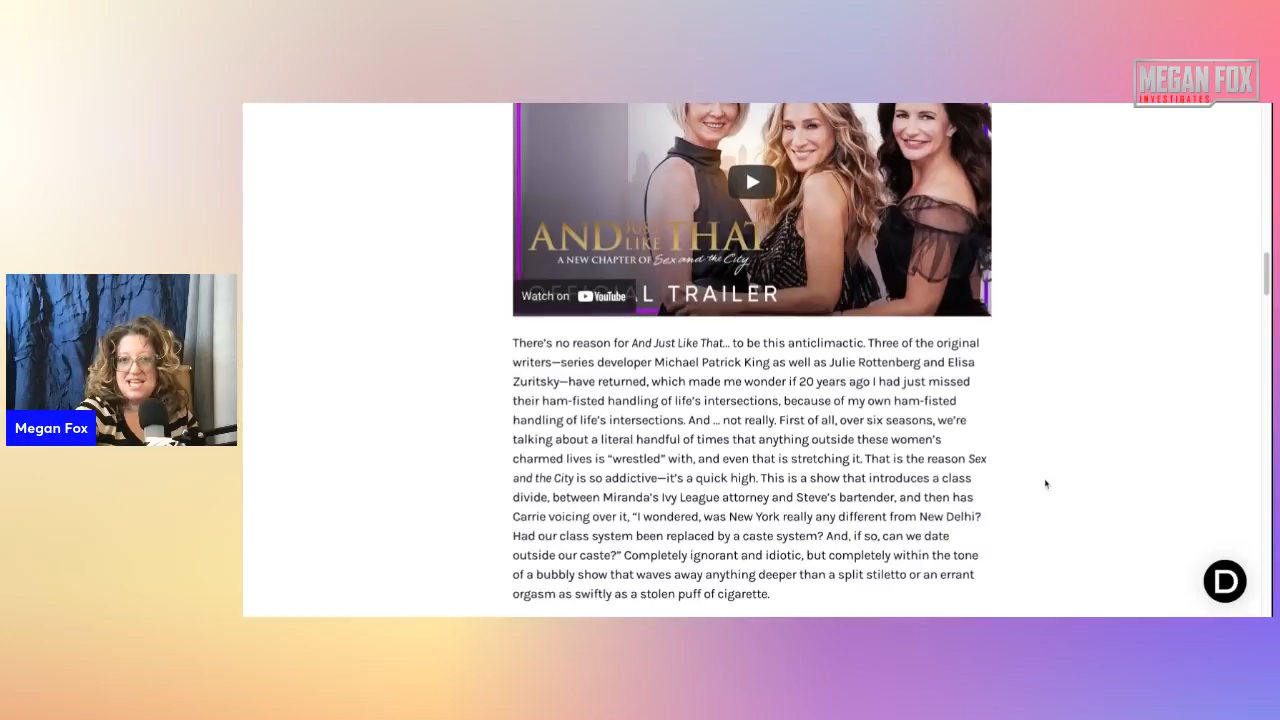 MEGAN FOX
INVESTIGATES
AND JUST LIKE THAT...
A NEW CHAPTER OF Sex and the City
Watch on YouTube
L TRAILER
There's no reason for And Just Like That... to be this anticlimactic. Three of the original
writers—series developer Michael Patrick King as well as Julie Rottenberg and Elisa
Zuritsky—have returned, which made me wonder if 20 years ago I had just missed
their ham-fisted handling of life's intersections, because of my own ham-fisted
handling of life's intersections. And ... not really. First of all, over six seasons, we're
talking about a literal handful of times that anything outside these women's
charmed lives is “wrestled” with, and even that is stretching it. That is the reason Sex
and the City is so addictive—it's a quick high. This is a show that introduces a class
divide, between Miranda's Ivy League attorney and Steve's bartender, and then has
Carrie voicing over it, “I wondered, was New York really any different from New Delhi?
Had our class system been replaced by a caste system? And, if so, can we date
outside our caste?” Completely ignorant and idiotic, but completely within the tone
of a bubbly show that waves away anything deeper than a split stiletto or an errant
orgasm as swiftly as a stolen puff of cigarette.
Megan Fox
D